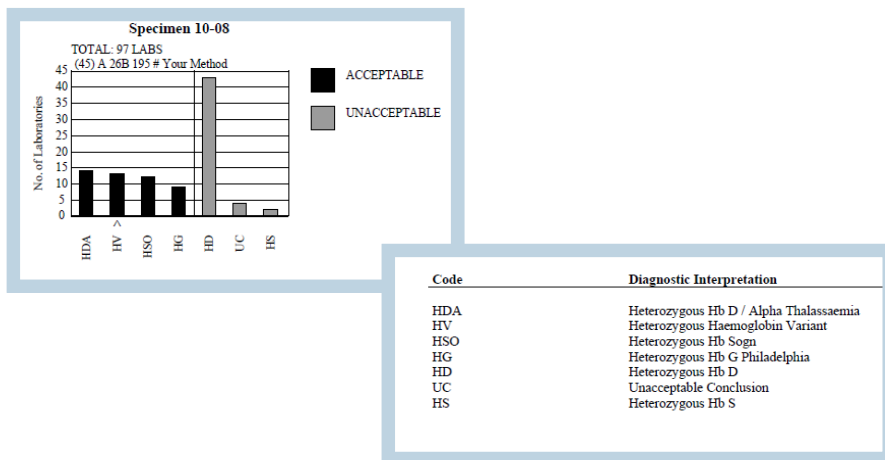 Specimen 10-08
TOTAL: 97 LABS
(45) A 26B 195 # Your Method
45
40
35
30
25
20
15
10
5
0
No. of Laboratories
HDA
HV >
HSO
HG
HD
UC
HS
ACCEPTABLE
UNACCEPTABLE
Code Diagnostic Interpretation
HDA Heterozygous Hb D / Alpha Thalassaemia
HV Heterozygous Haemoglobin Variant
HSO Heterozygous Hb Sogn
HG Heterozygous Hb G Philadelphia
HD Heterozygous Hb D
UC Unacceptable Conclusion
HS Heterozygous Hb S